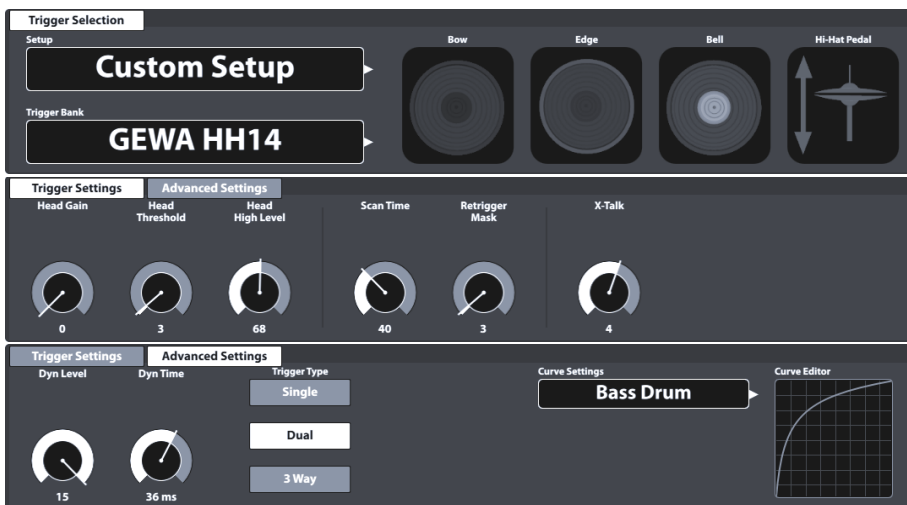 Trigger Selection
Setup
Custom Setup
Trigger Bank
GEWA HH14
Bow
Edge
Bell
Hi-Hat Pedal
Trigger Settings
Advanced Settings
Head Gain
Head
Threshold
Head
High Level
Scan Time
Retrigger
Mask
X-Talk
0
3
68
40
3
4
Trigger Settings
Advanced Settings
Dyn Level
Dyn Time
Trigger Type
Single
Dual
3 Way
15
36 ms
Curve Settings
Bass Drum
Curve Editor